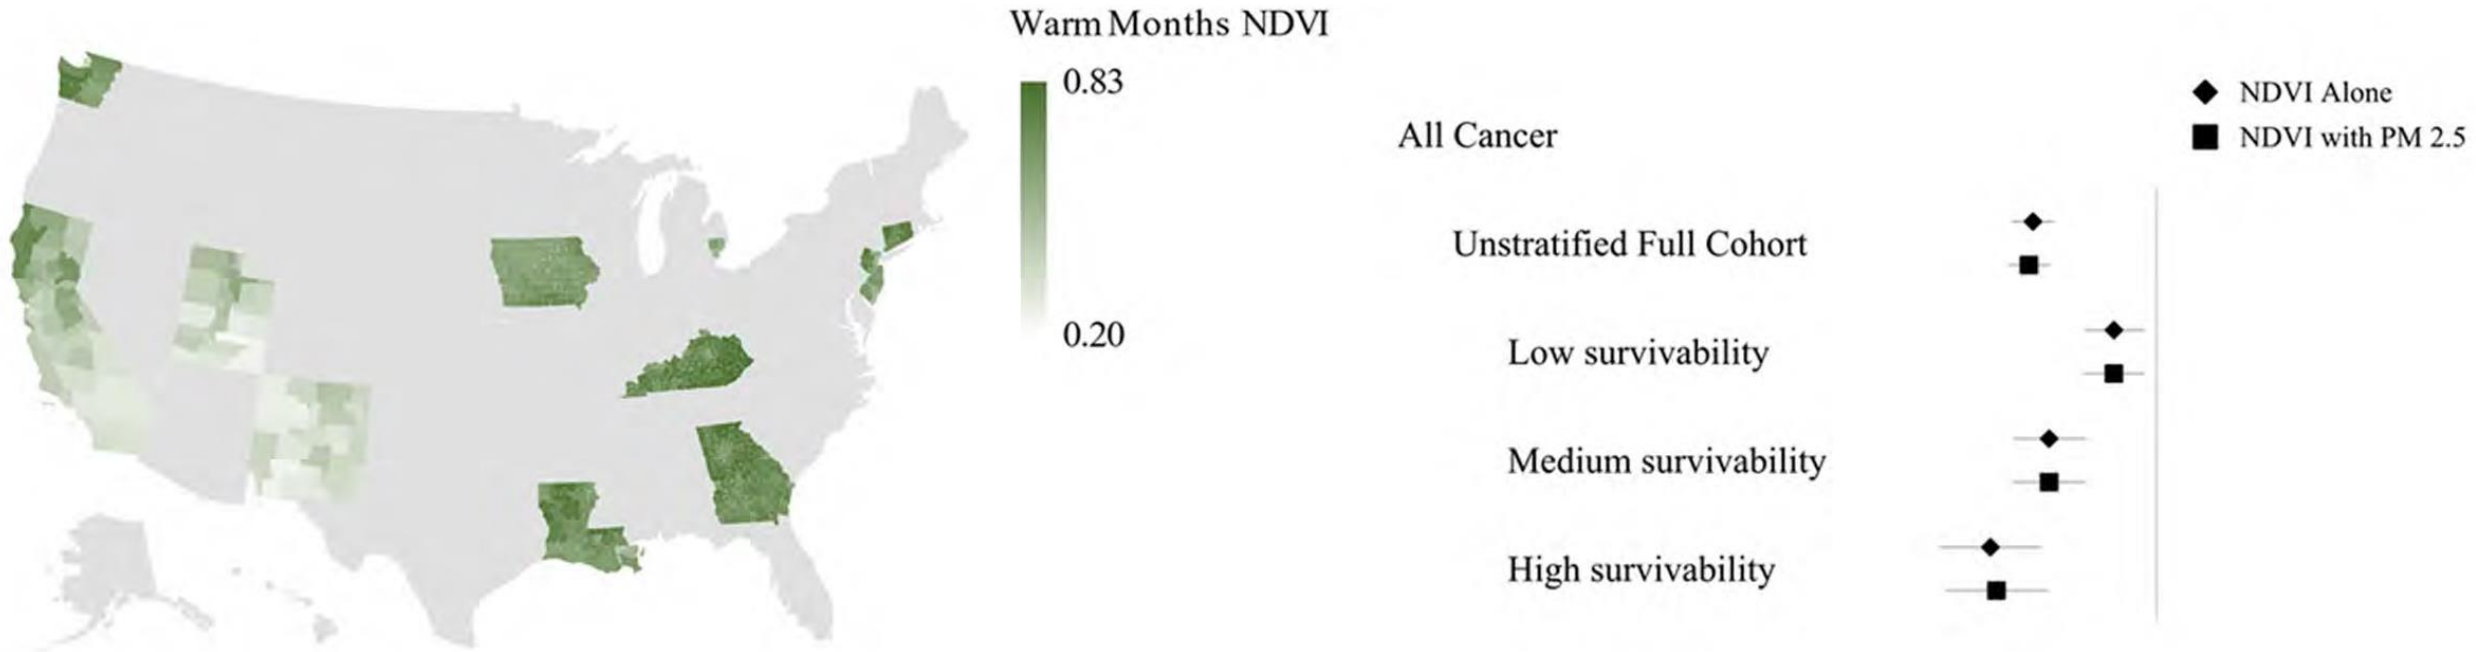 Warm Months NDVI
0.83
0.20
NDVI Alone
NDVI with PM 2.5
All Cancer
Unstratified Full Cohort
Low survivability
Medium survivability
High survivability